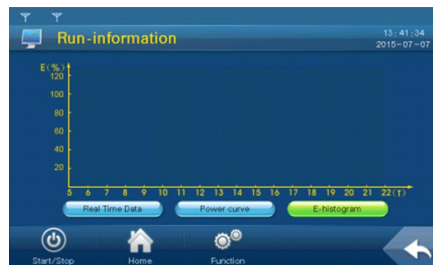 Run-information
13:41:34
2015-07-07
E(%)
120
100
80
60
40
20
5 6 7 8 9 10 11 12 13 14 15 16 17 18 19 20 21 22(T)
Real Time Data Power curve E-histogram
Start/Stop Home Function